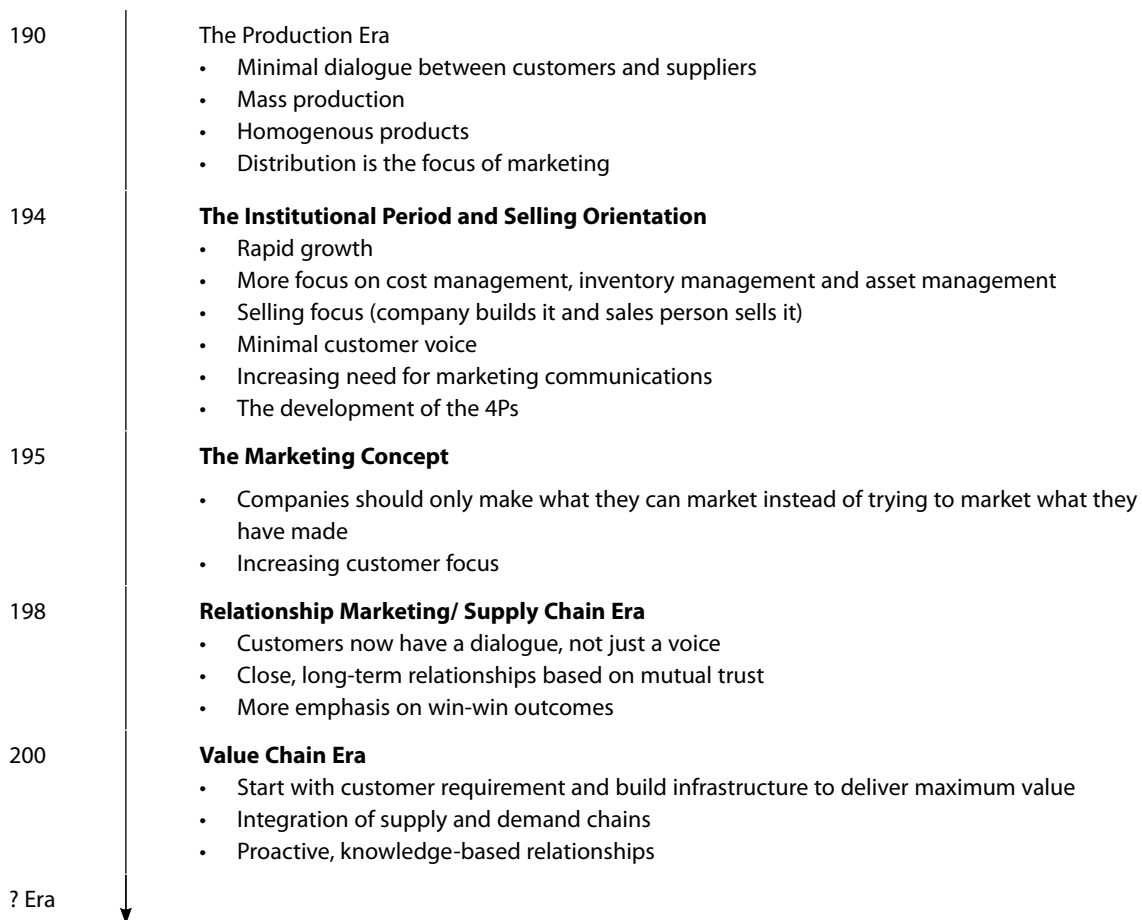 190 The Production Era
• Minimal dialogue between customers and suppliers
• Mass production
• Homogenous products
• Distribution is the focus of marketing
194 The Institutional Period and Selling Orientation
• Rapid growth
• More focus on cost management, inventory management and asset management
• Selling focus (company builds it and sales person sells it)
• Minimal customer voice
• Increasing need for marketing communications
• The development of the 4Ps
195 The Marketing Concept
• Companies should only make what they can market instead of trying to market what they
have made
• Increasing customer focus
198 Relationship Marketing/ Supply Chain Era
• Customers now have a dialogue, not just a voice
• Close, long-term relationships based on mutual trust
• More emphasis on win-win outcomes
200 Value Chain Era
• Start with customer requirement and build infrastructure to deliver maximum value
• Integration of supply and demand chains
• Proactive, knowledge-based relationships
? Era